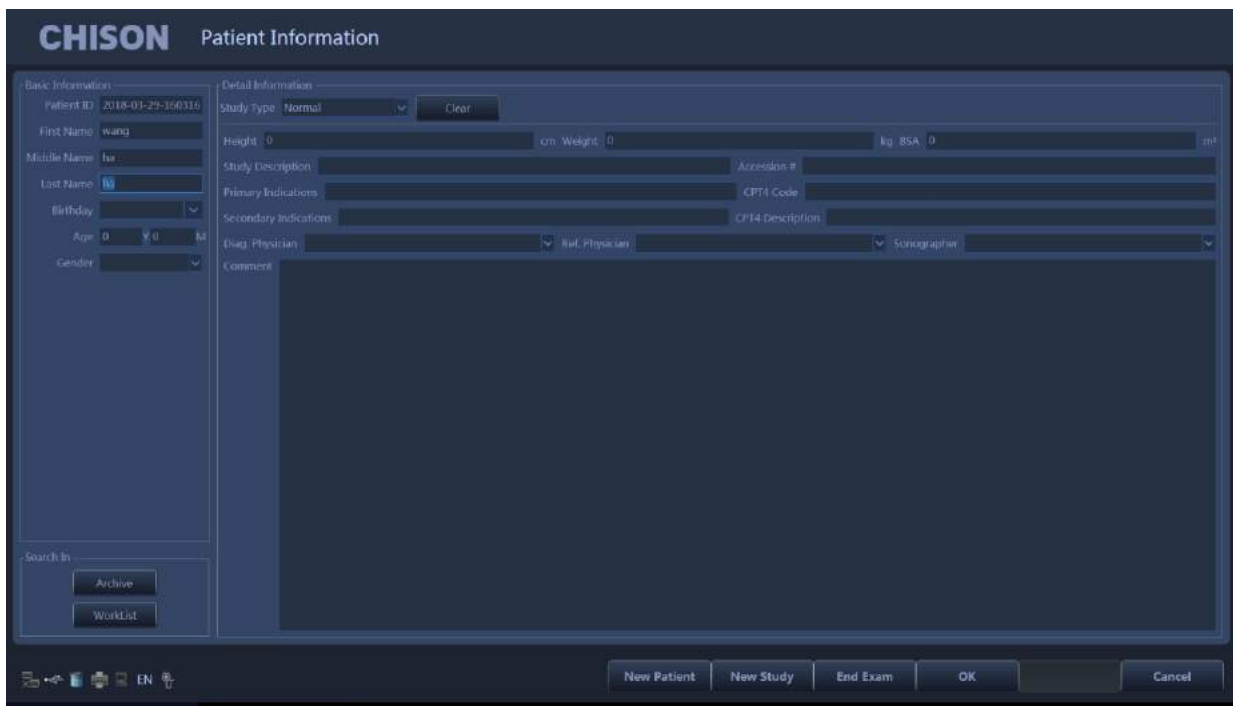 CHISON Patient Information
Basic Information
Patient ID 2018-03-29-160316
First Name wang
Middle Name ha
Last Name ha
Birthday
Age 0 Y 0 M
Gender
Search In
Archive
WorkList
Detail Information
Study Type Normal Clear
Height 0 cm Weight 0 kg BSA 0 m²
Study Description Accession #
Primary Indications CPT4 Code
Secondary Indications CPT4 Description
Diag. Physician Ref. Physician Sonographer
Comment
EN New Patient New Study End Exam OK Cancel